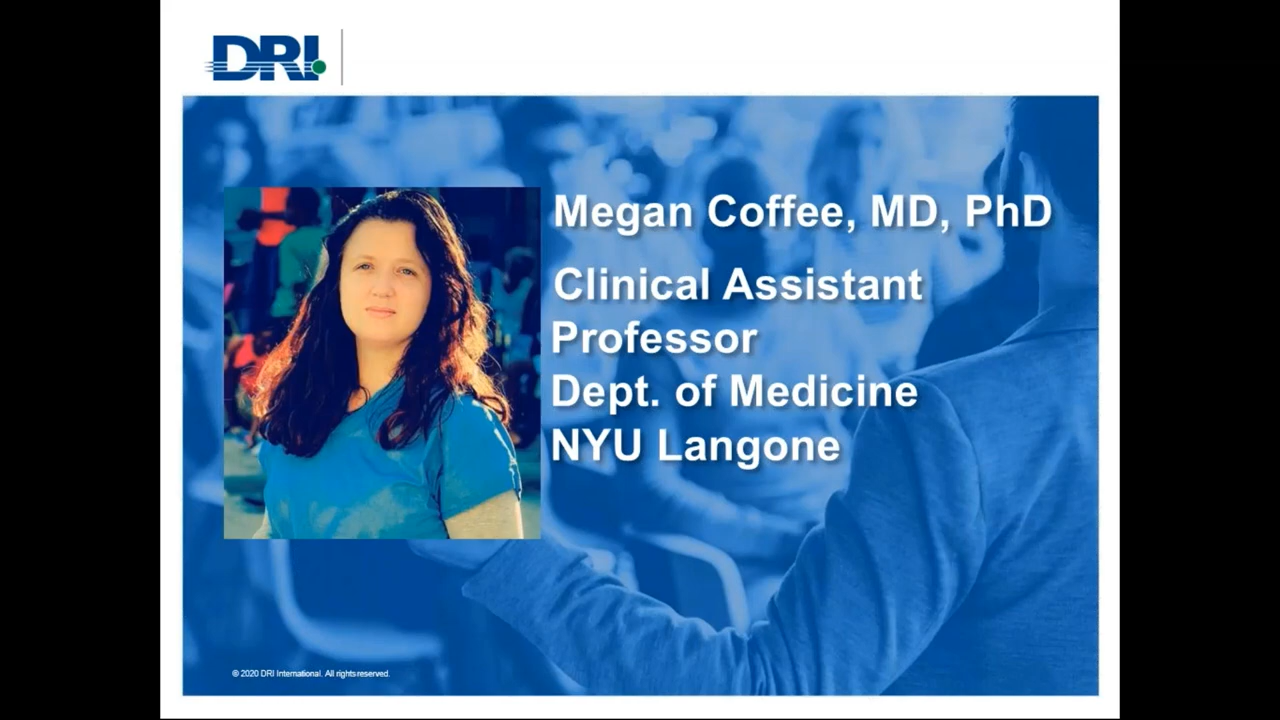 DRI
Megan Coffee, MD, PhD
Clinical Assistant
Professor
Dept. of Medicine
NYU Langone
© 2020 DRI International. All rights reserved.